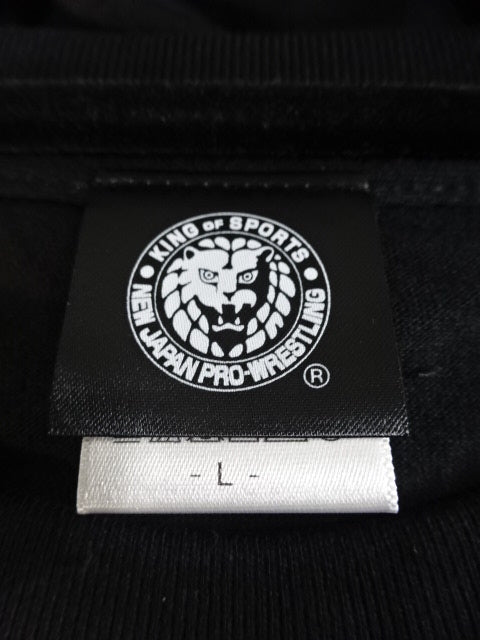 KING OF SPORTS
• NEW JAPAN PRO-WRESTLING •
®
- L -